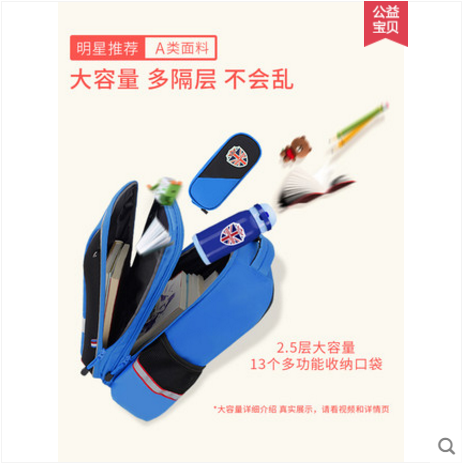 公益
宝贝
明星推荐 A类面料
大容量 多隔层 不会乱
2.5层大容量
13个多功能收纳口袋
*大容量详细介绍 真实展示，请看视频和详情页